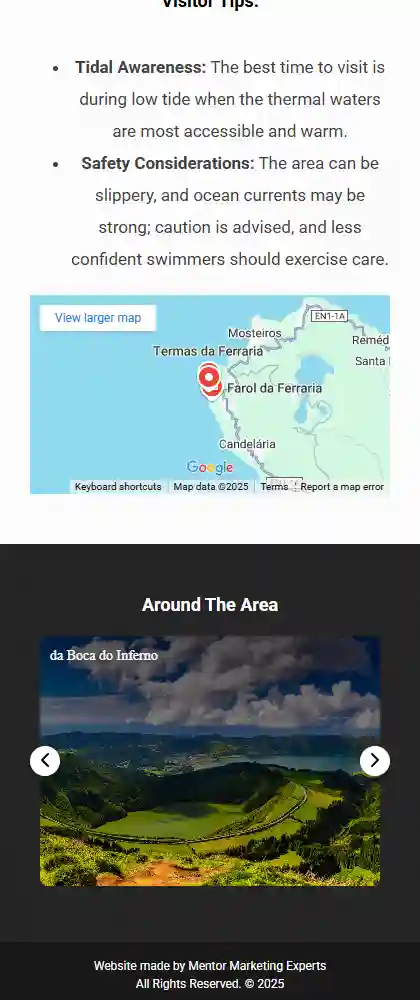 Visitor Tips:
• Tidal Awareness: The best time to visit is
during low tide when the thermal waters
are most accessible and warm.
• Safety Considerations: The area can be
slippery, and ocean currents may be
strong; caution is advised, and less
confident swimmers should exercise care.
View larger map
EN1-1A
Mosteiros
Reméd
Termas da Ferraria
Santa
Farol da Ferraria
Candelária
Google
Keyboard shortcuts
Map data ©2025
Terms
Report a map error
Around The Area
da Boca do Inferno
Website made by Mentor Marketing Experts
All Rights Reserved. © 2025